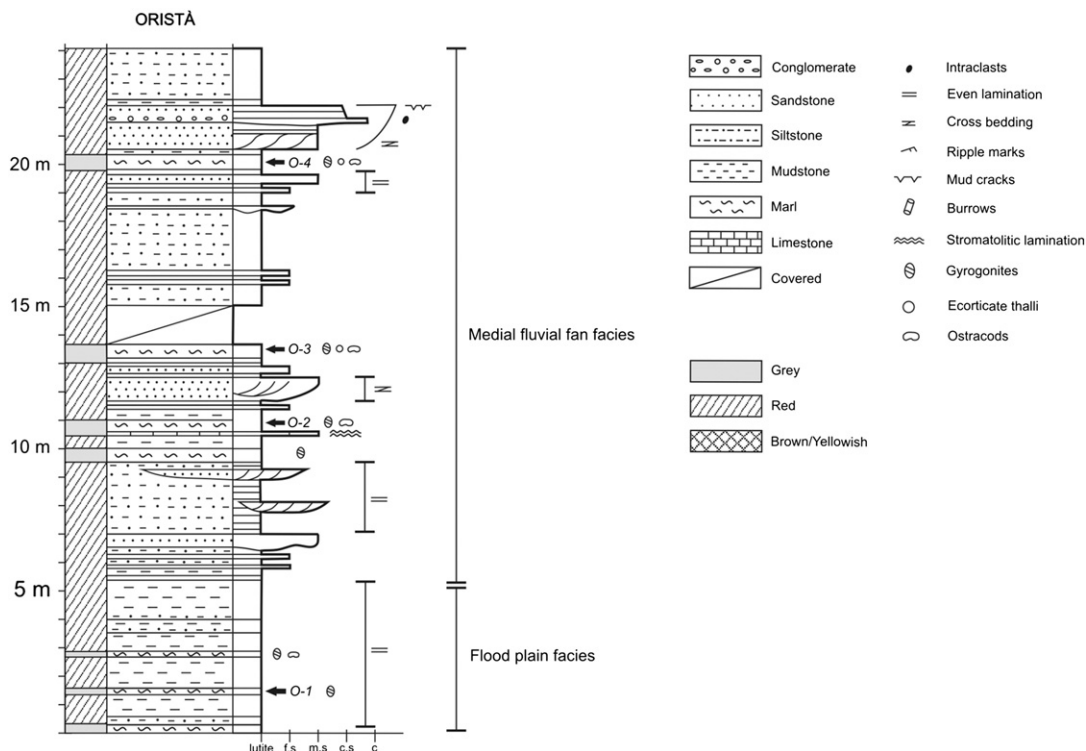 ORISTÀ
20 m
15 m
10 m
5 m
O-4
O-3
O-2
O-1
lutite f.s m.s c.s c
Medial fluvial fan facies
Flood plain facies
Conglomerate
Sandstone
Siltstone
Mudstone
Marl
Limestone
Covered
Grey
Red
Brown/Yellowish
Intraclasts
Even lamination
Cross bedding
Ripple marks
Mud cracks
Burrows
Stromatolitic lamination
Gyrogonites
Ecorticate thalli
Ostracods